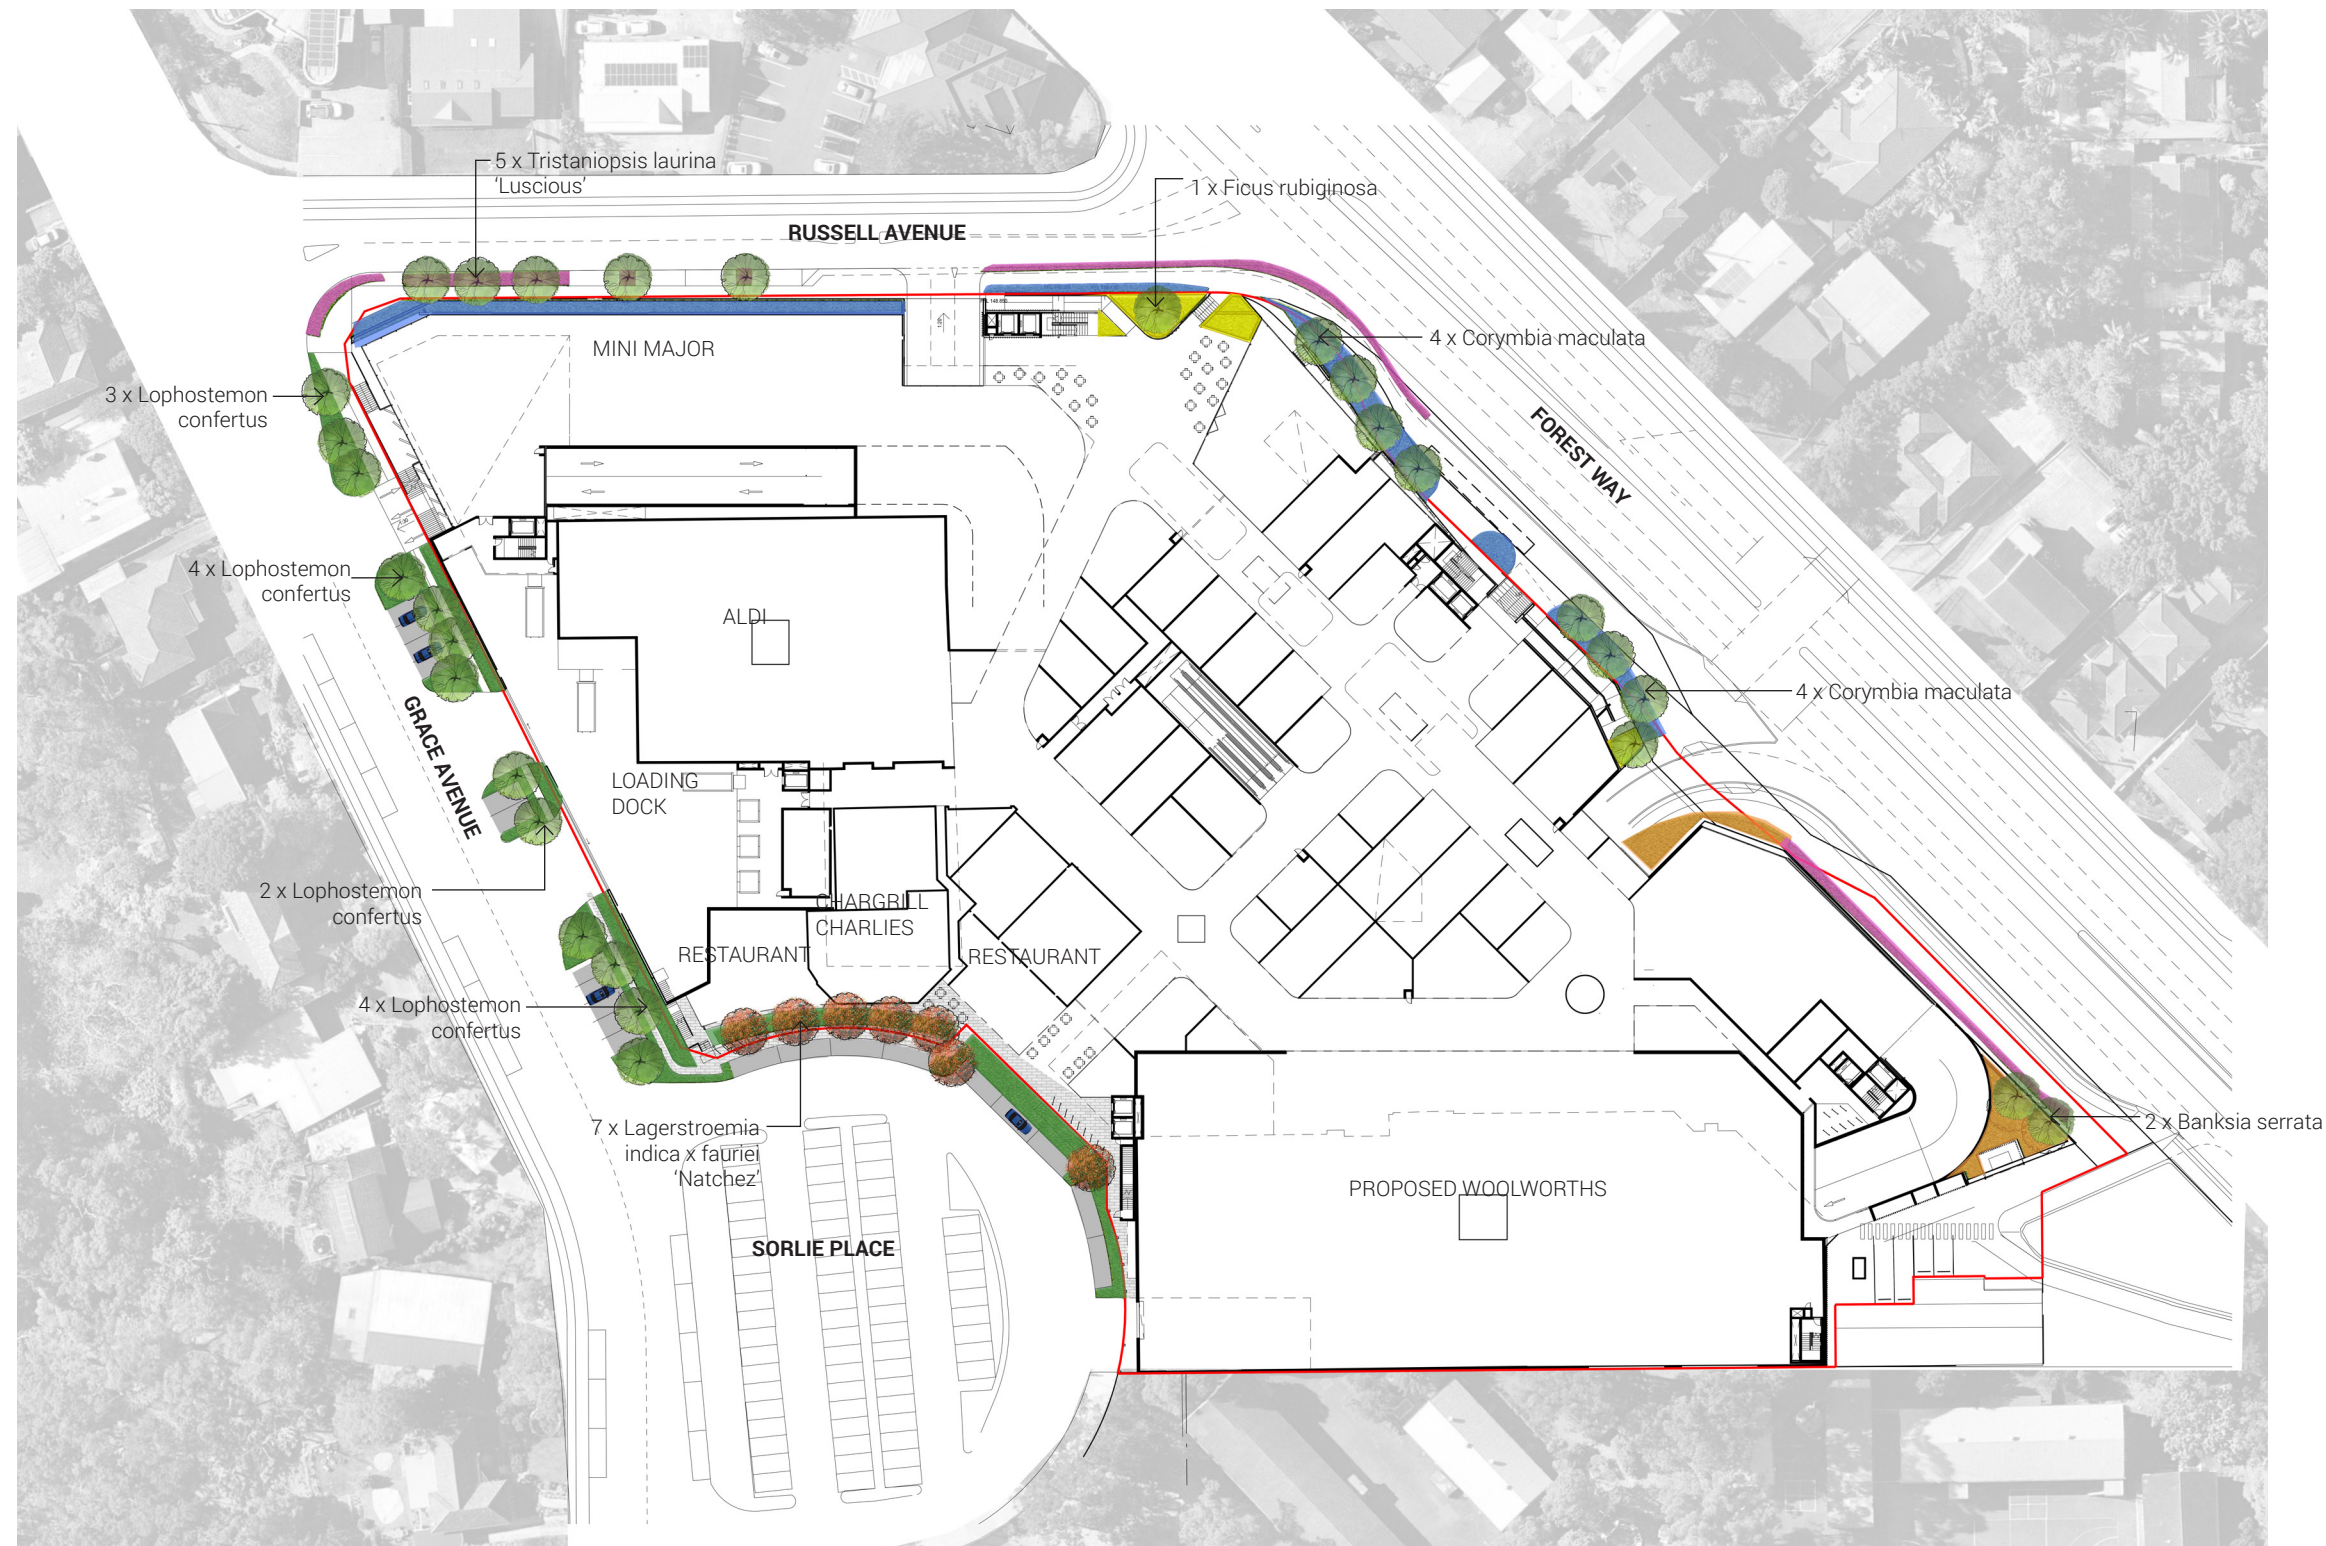 5 x Tristaniopsis laurina
‘Luscious’
1 x Ficus rubiginosa
RUSSELL AVENUE
MINI MAJOR
4 x Corymbia maculata
3 x Lophostemon
confertus
FOREST WAY
4 x Lophostemon
confertus
ALDI
4 x Corymbia maculata
GRACE AVENUE
LOADING
DOCK
2 x Lophostemon
confertus
CHARGRILL
CHARLIES
RESTAURANT
RESTAURANT
4 x Lophostemon
confertus
7 x Lagerstroemia
indica x fauriei
‘Natchez’
2 x Banksia serrata
PROPOSED WOOLWORTHS
SORLIE PLACE